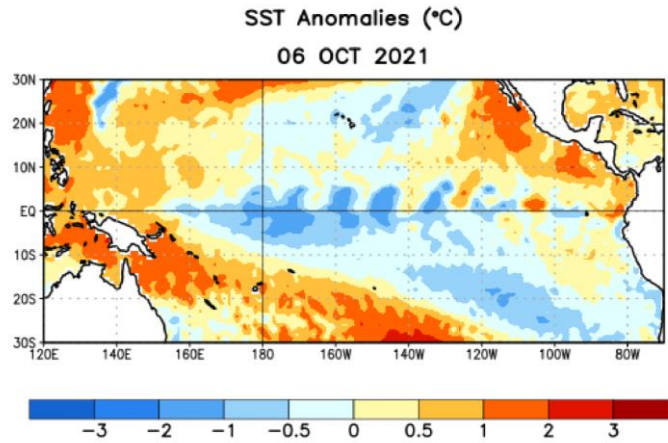 SST Anomalies (°C)
06 OCT 2021
30N
20N
10N
EQ
10S
20S
30S
120E 140E 160E 180 160W 140W 120W 100W 80W
−3 −2 −1 −0.5 0 0.5 1 2 3